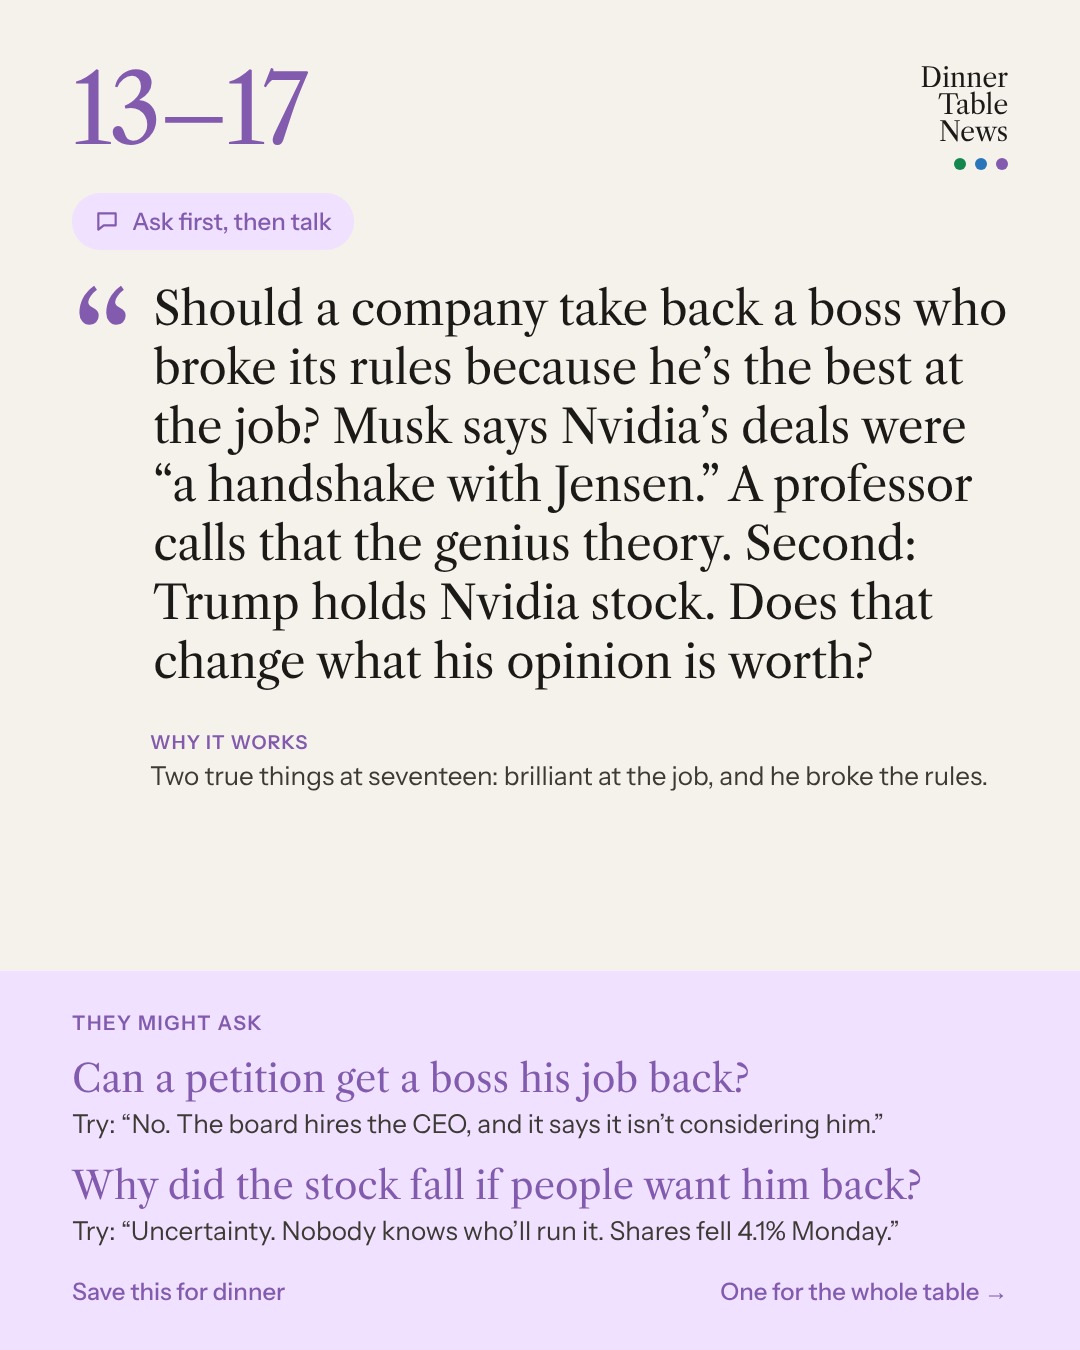 13–17
Dinner
Table
News
Ask first, then talk
“Should a company take back a boss who
broke its rules because he’s the best at
the job? Musk says Nvidia’s deals were
“a handshake with Jensen.” A professor
calls that the genius theory. Second:
Trump holds Nvidia stock. Does that
change what his opinion is worth?
WHY IT WORKS
Two true things at seventeen: brilliant at the job, and he broke the rules.
THEY MIGHT ASK
Can a petition get a boss his job back?
Try: “No. The board hires the CEO, and it says it isn’t considering him.”
Why did the stock fall if people want him back?
Try: “Uncertainty. Nobody knows who’ll run it. Shares fell 4.1% Monday.”
Save this for dinner
One for the whole table →